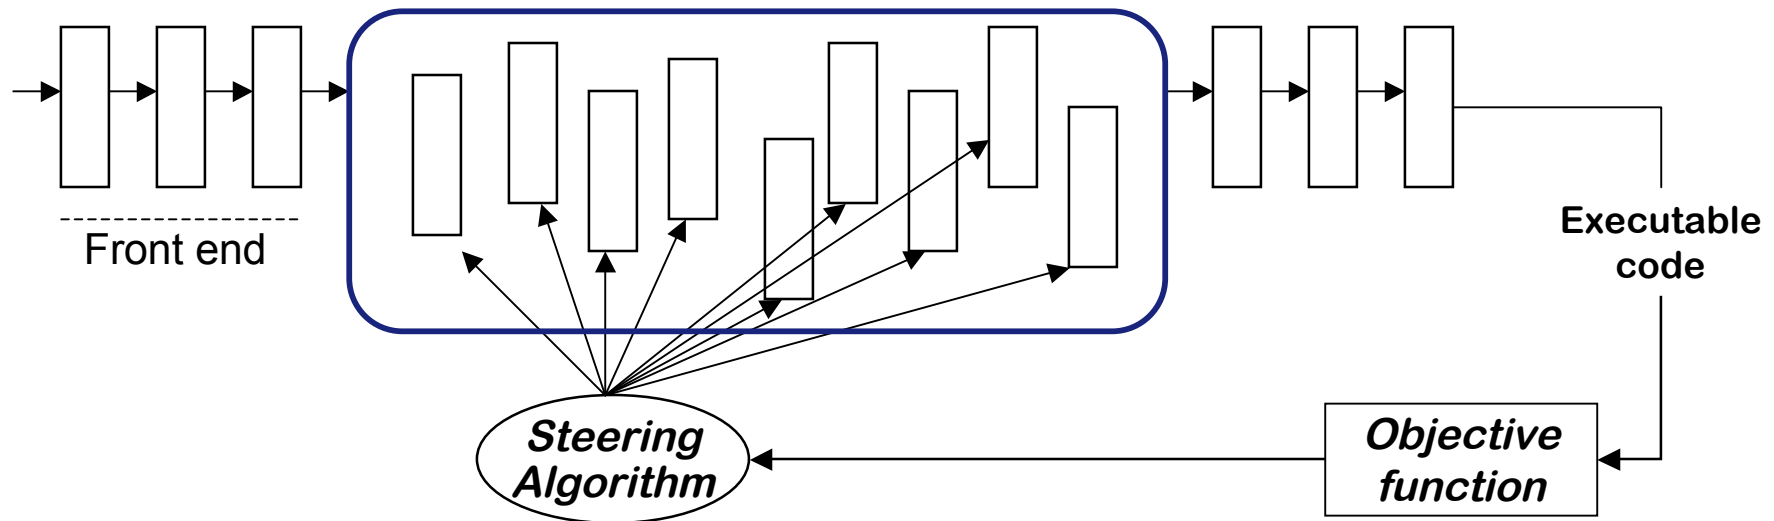 Front end
Executable
code
Steering
Algorithm
Objective
function